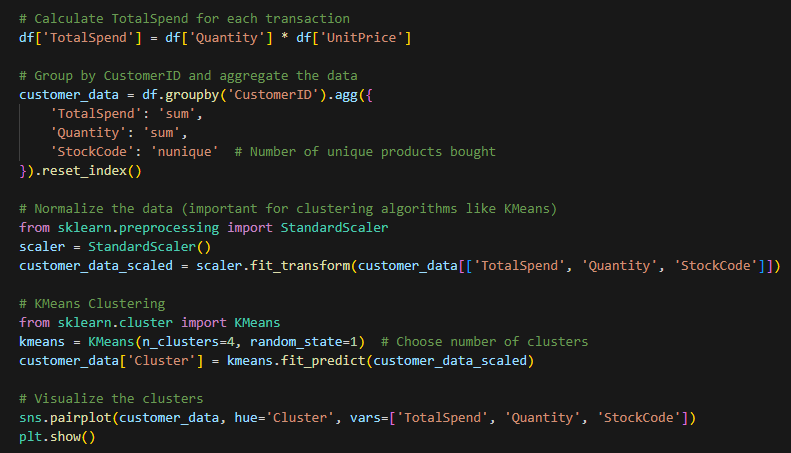 # Calculate TotalSpend for each transaction
df['TotalSpend'] = df['Quantity'] * df['UnitPrice']

# Group by CustomerID and aggregate the data
customer_data = df.groupby('CustomerID').agg({
    'TotalSpend': 'sum',
    'Quantity': 'sum',
    'StockCode': 'nunique'  # Number of unique products bought
}).reset_index()

# Normalize the data (important for clustering algorithms like KMeans)
from sklearn.preprocessing import StandardScaler
scaler = StandardScaler()
customer_data_scaled = scaler.fit_transform(customer_data[['TotalSpend', 'Quantity', 'StockCode']])

# KMeans Clustering
from sklearn.cluster import KMeans
kmeans = KMeans(n_clusters=4, random_state=1)  # Choose number of clusters
customer_data['Cluster'] = kmeans.fit_predict(customer_data_scaled)

# Visualize the clusters
sns.pairplot(customer_data, hue='Cluster', vars=['TotalSpend', 'Quantity', 'StockCode'])
plt.show()